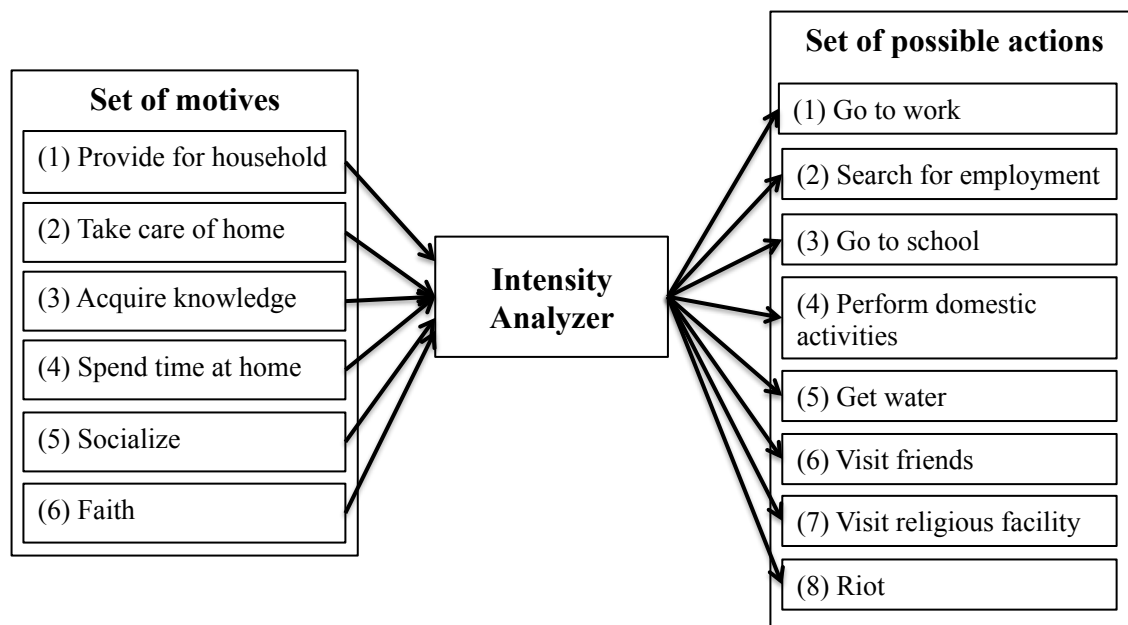 Set of motives
(1) Provide for household
(2) Take care of home
(3) Acquire knowledge
(4) Spend time at home
(5) Socialize
(6) Faith
Intensity
Analyzer
Set of possible actions
(1) Go to work
(2) Search for employment
(3) Go to school
(4) Perform domestic
activities
(5) Get water
(6) Visit friends
(7) Visit religious facility
(8) Riot